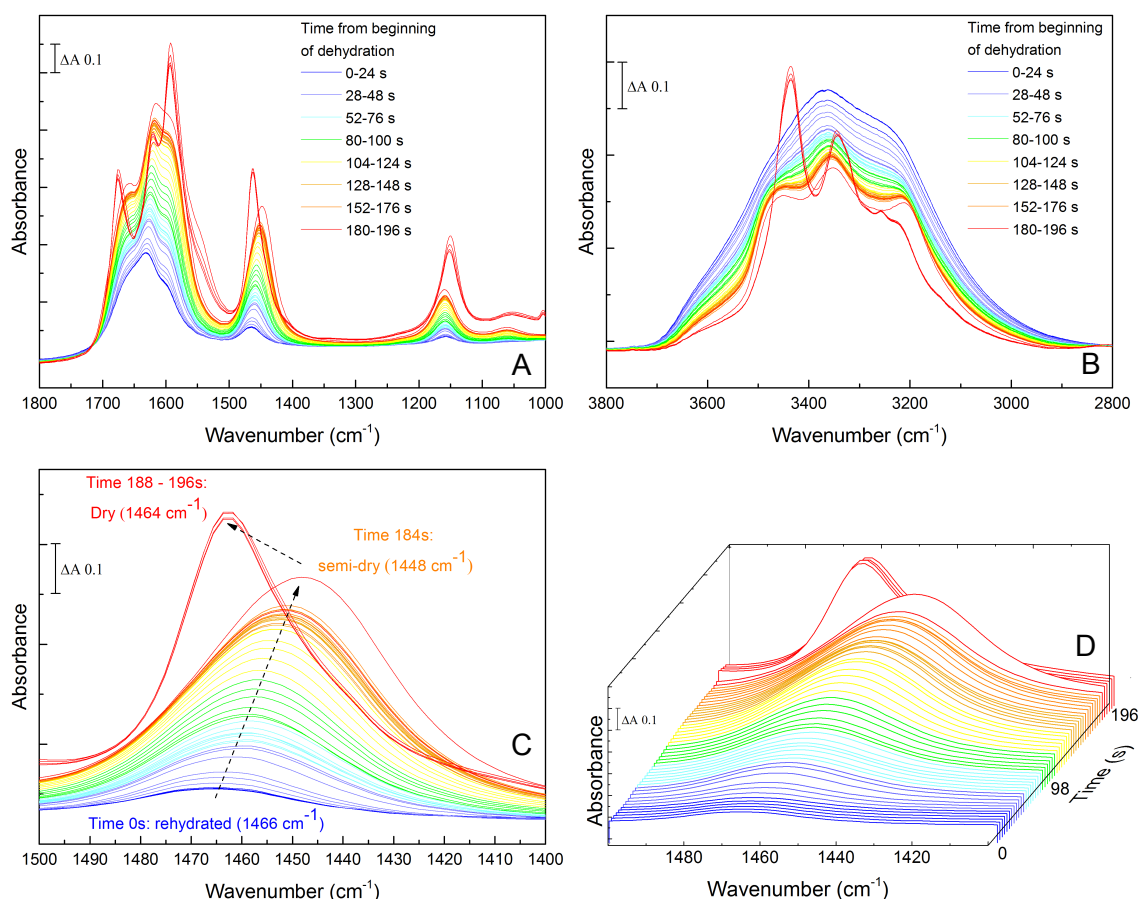 Time from beginning
of dehydration
ΔA 0.1
0-24 s
28-48 s
52-76 s
80-100 s
104-124 s
128-148 s
152-176 s
180-196 s
Absorbance
A
1800 1700 1600 1500 1400 1300 1200 1100 1000
Wavenumber (cm-1)
Time from beginning
of dehydration
ΔA 0.1
0-24 s
28-48 s
52-76 s
80-100 s
104-124 s
128-148 s
152-176 s
180-196 s
Absorbance
B
3800 3600 3400 3200 3000 2800
Wavenumber (cm-1)
Time 188 - 196s:
Dry (1464 cm-1)
Time 184s:
semi-dry (1448 cm-1)
ΔA 0.1
Absorbance
C
Time 0s: rehydrated (1466 cm-1)
1500 1490 1480 1470 1460 1450 1440 1430 1420 1410 1400
Wavenumber (cm-1)
D
ΔA 0.1
Absorbance
196
98
0
Time (s)
1480 1460 1440 1420
Wavenumber (cm-1)